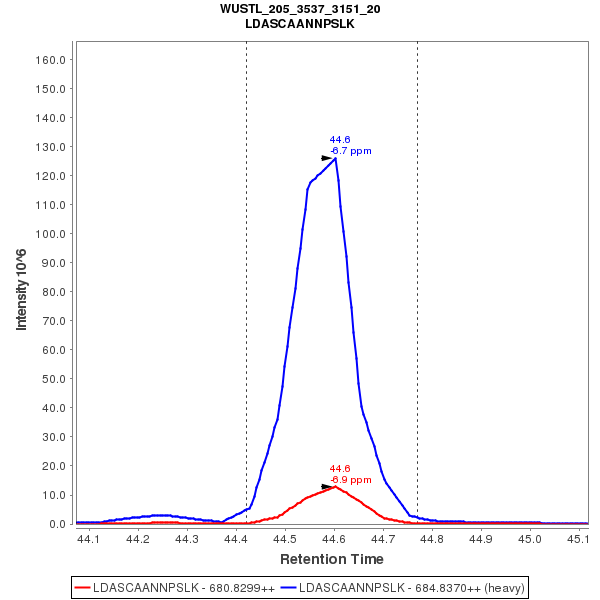 WUSTL_205_3537_3151_20
LDASCAANNPSLK
Intensity 10^6
160.0
150.0
140.0
130.0
120.0
110.0
100.0
90.0
80.0
70.0
60.0
50.0
40.0
30.0
20.0
10.0
0.0
44.6
-6.7 ppm
44.6
-6.9 ppm
44.1 44.2 44.3 44.4 44.5 44.6 44.7 44.8 44.9 45.0 45.1
Retention Time
LDASCAANNPSLK - 680.8299++ LDASCAANNPSLK - 684.8370++ (heavy)